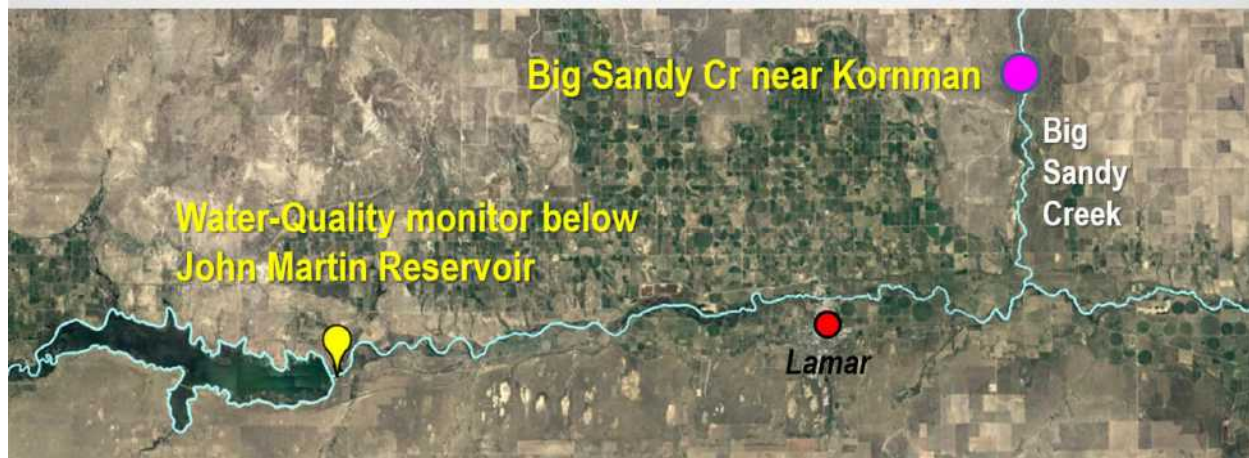 Big Sandy Cr near Kornman
Big
Sandy
Creek
Water-Quality monitor below
John Martin Reservoir
Lamar